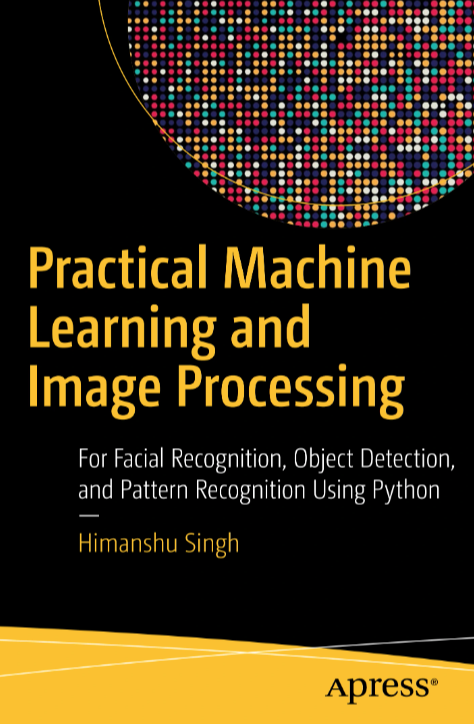 Practical Machine
Learning and
Image Processing
For Facial Recognition, Object Detection,
and Pattern Recognition Using Python
Himanshu Singh
Apress®